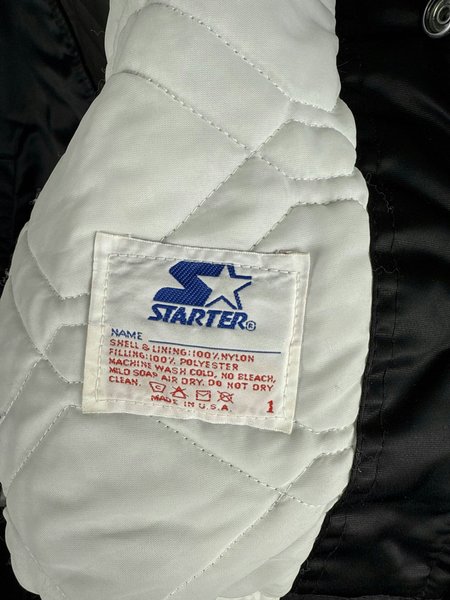 STARTER®
NAME
SHELL & LINING: 100% NYLON
FILLING: 100% POLYESTER
MACHINE WASH COLD, NO BLEACH,
MILD SOAP AIR DRY. DO NOT DRY
CLEAN.
MADE IN U.S.A.
1